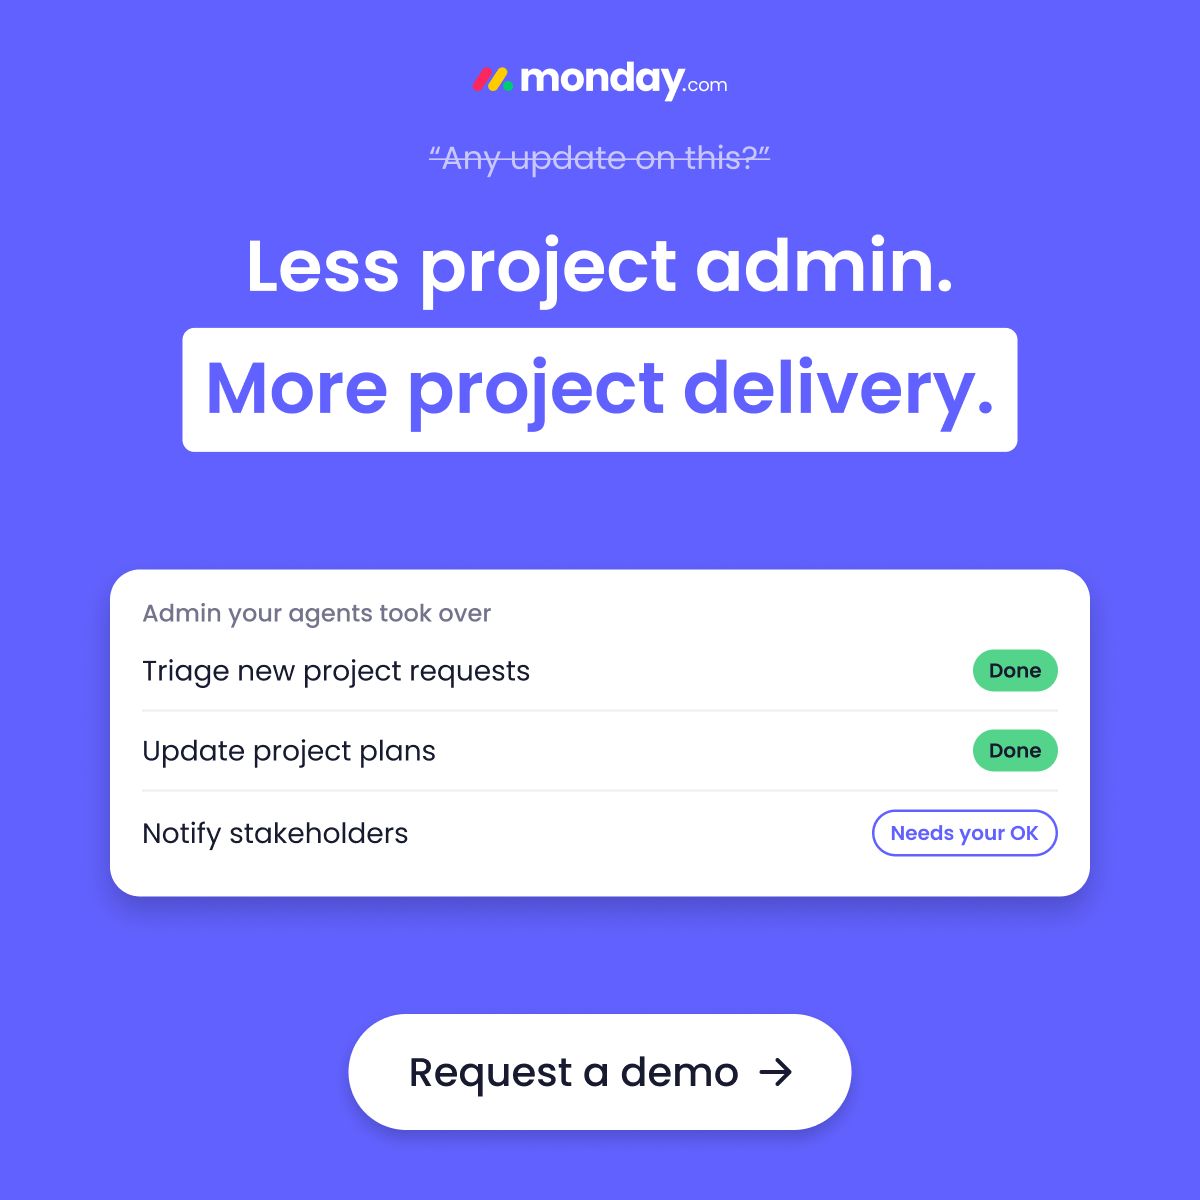 monday.com
“Any update on this?”
Less project admin.
More project delivery.
Admin your agents took over
Triage new project requests Done
Update project plans Done
Notify stakeholders Needs your OK
Request a demo →